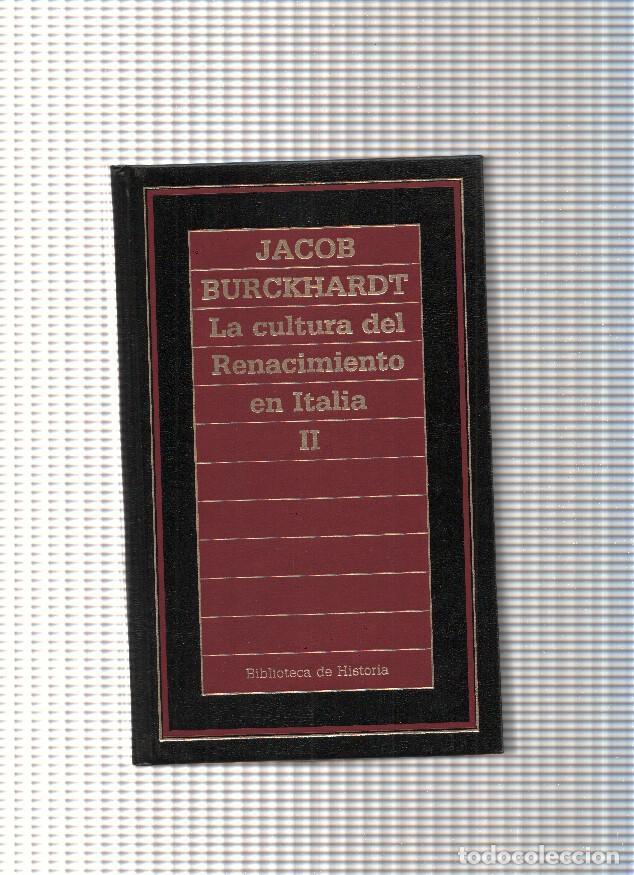 JACOB
BURCKHARDT
La cultura del
Renacimiento
en Italia
II
Biblioteca de Historia
todocoleccion